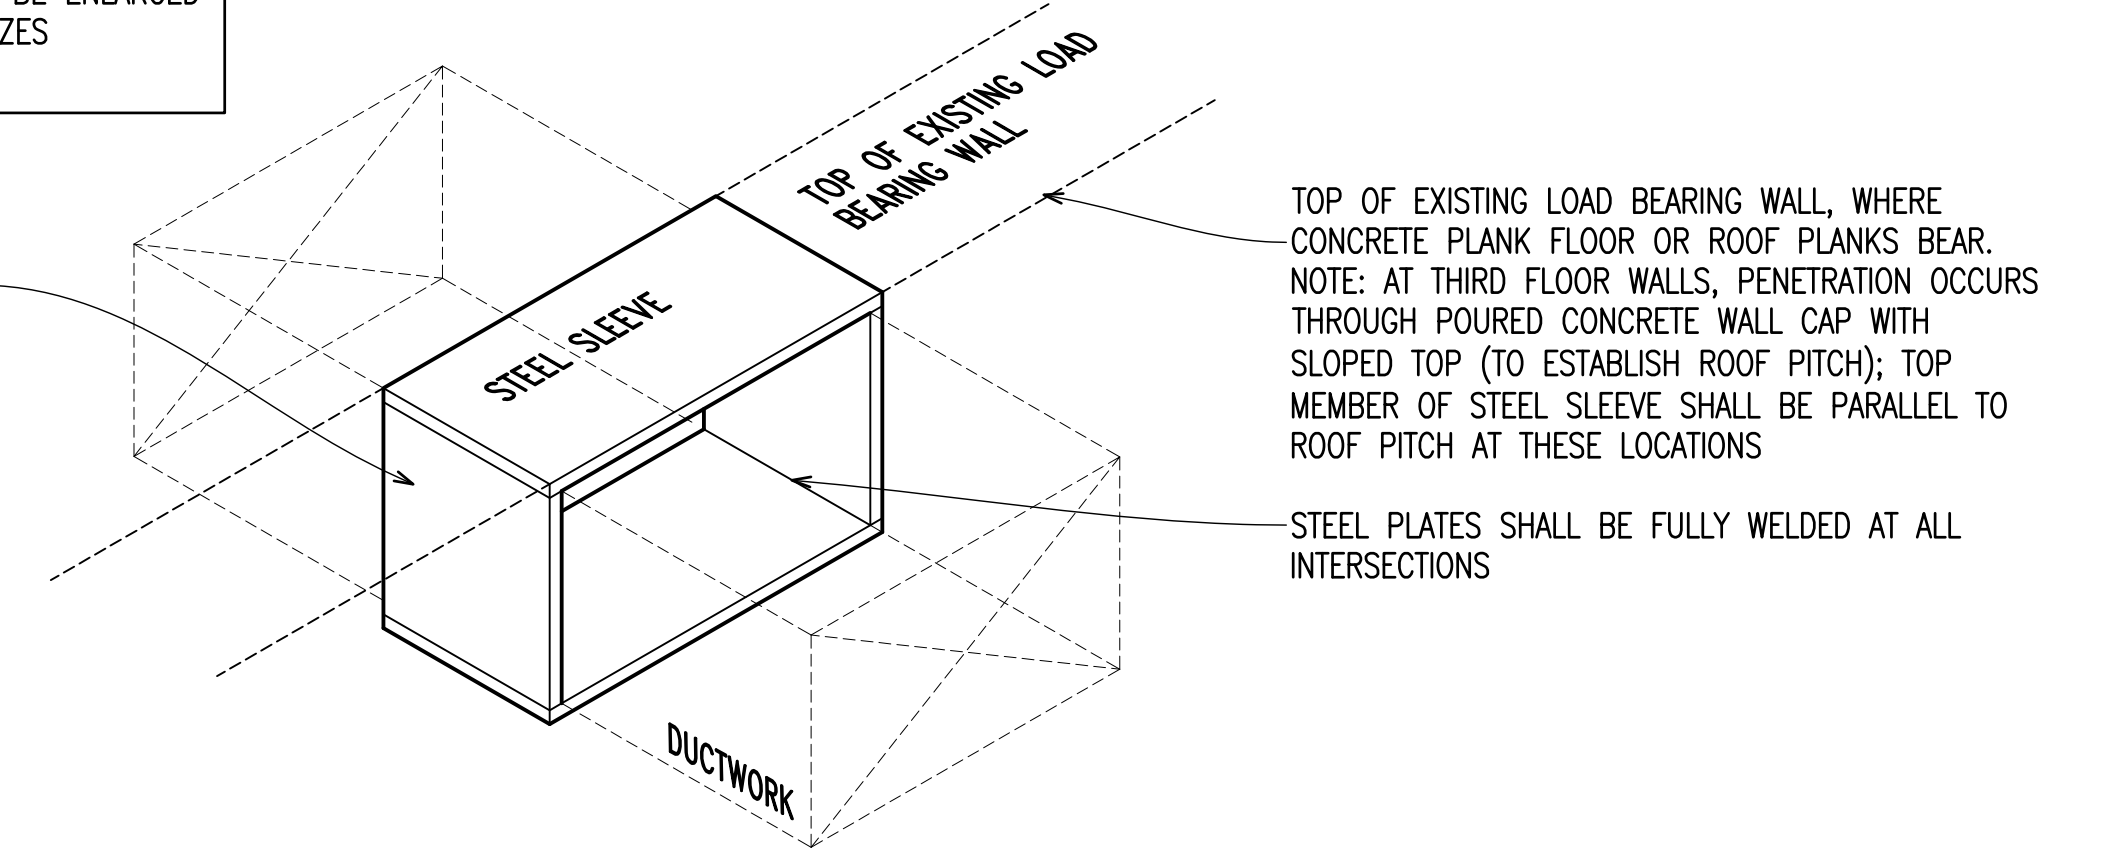 BE ENLARGED
ZES
TOP OF EXISTING LOAD
BEARING WALL
STEEL SLEEVE
DUCTWORK
TOP OF EXISTING LOAD BEARING WALL, WHERE
CONCRETE PLANK FLOOR OR ROOF PLANKS BEAR.
NOTE: AT THIRD FLOOR WALLS, PENETRATION OCCURS
THROUGH POURED CONCRETE WALL CAP WITH
SLOPED TOP (TO ESTABLISH ROOF PITCH); TOP
MEMBER OF STEEL SLEEVE SHALL BE PARALLEL TO
ROOF PITCH AT THESE LOCATIONS
STEEL PLATES SHALL BE FULLY WELDED AT ALL
INTERSECTIONS